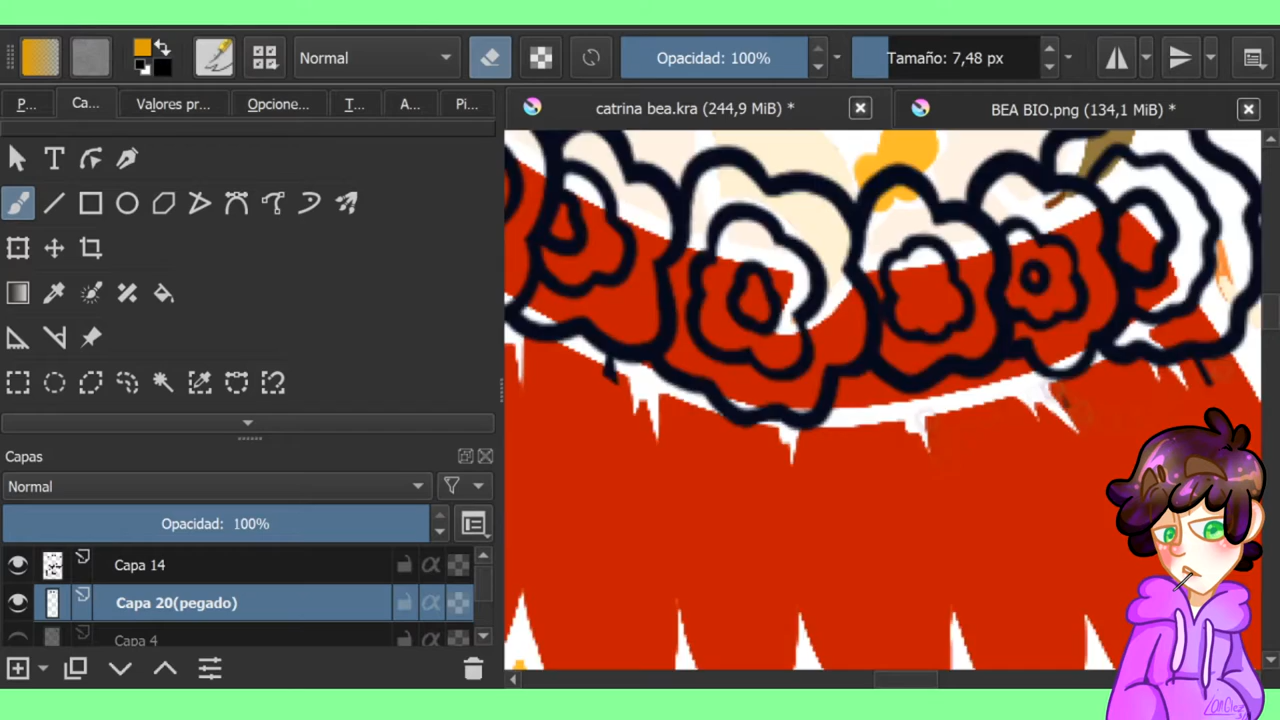 Normal
Opacidad: 100%
Tamaño: 7,48 px
P...
Ca...
Valores pr...
Opcione...
T...
A...
Pi...
catrina bea.kra (244,9 MiB) *
BEA BIO.png (134,1 MiB) *
Capas
Normal
Opacidad: 100%
Capa 14
Capa 20(pegado)
Capa 4